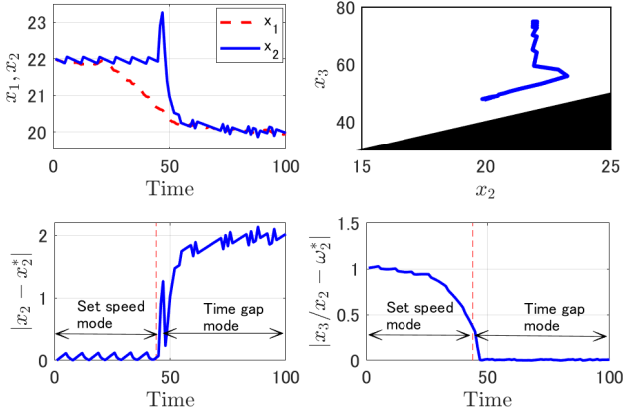 23
22
21
20
0
50
100
Time
x₁, x₂
x₁
x₂
80
60
40
15
20
25
x₂
x₃
2
1
0
0
50
100
Time
|x₂ − x₂*|
Set speed
mode
Time gap
mode
1.5
1
0.5
0
0
50
100
Time
|x₃/x₂ − ω₂*|
Set speed
mode
Time gap
mode